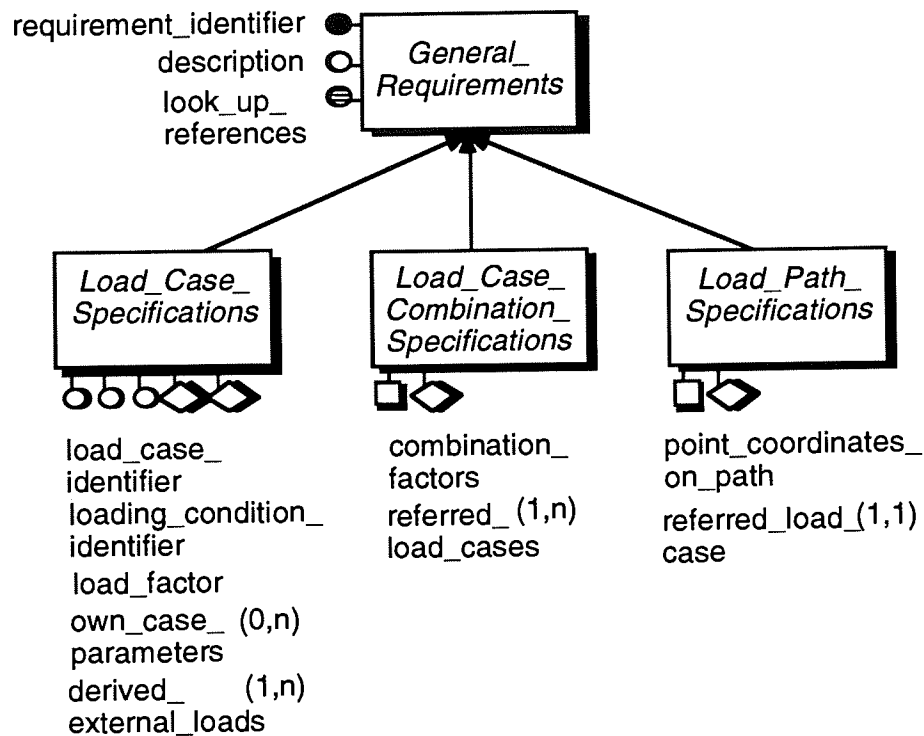 requirement_identifier
description
look_up_
references
General_
Requirements
Load_Case_
Specifications
Load_Case_
Combination_
Specifications
Load_Path_
Specifications
load_case_
identifier
loading_condition_
identifier
load_factor
own_case_ (0,n)
parameters
derived_ (1,n)
external_loads
combination_
factors
referred_ (1,n)
load_cases
point_coordinates_
on_path
referred_load_(1,1)
case